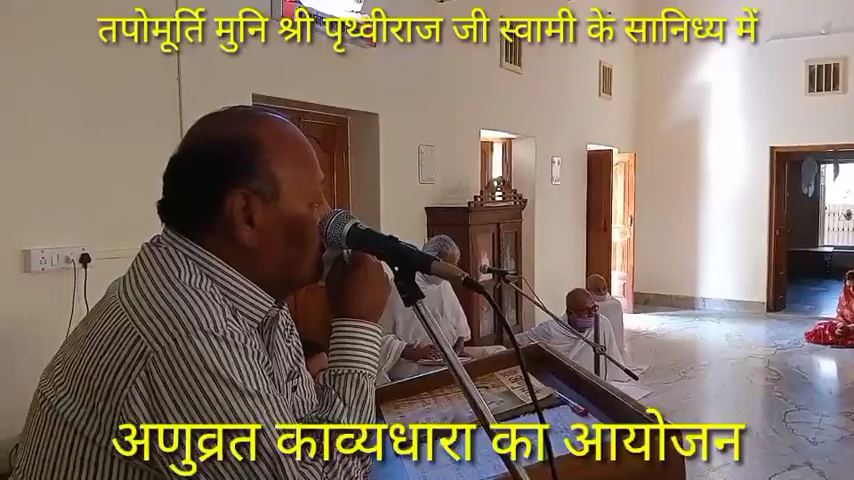 तपोमूर्ति मुनि श्री पृथ्वीराज जी स्वामी के सानिध्य में
अणुव्रत काव्यधारा का आयोजन